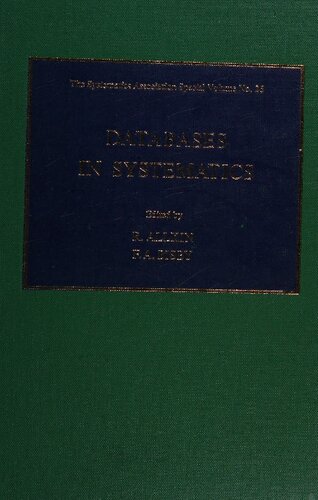 The Systematics Association Special Volume No. 26
DATABASES
IN SYSTEMATICS
Edited by
R. ALLKIN
F. A. BISBY